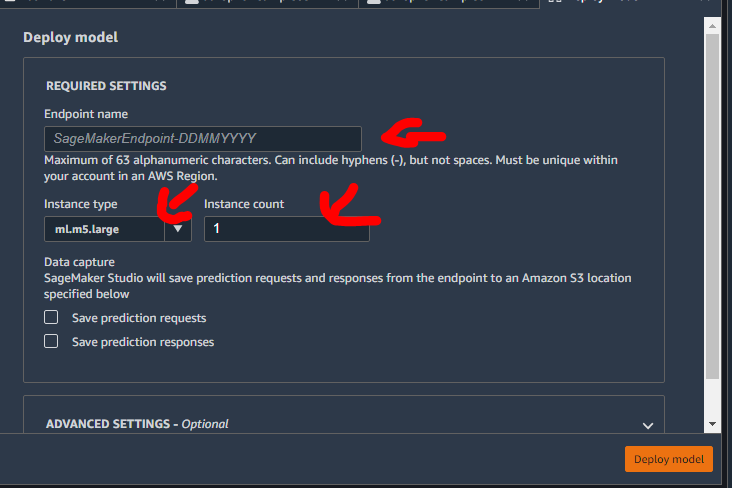 Deploy model
REQUIRED SETTINGS
Endpoint name
SageMakerEndpoint-DDMMYYYY
Maximum of 63 alphanumeric characters. Can include hyphens (-), but not spaces. Must be unique within
your account in an AWS Region.
Instance type Instance count
ml.m5.large 1
Data capture
SageMaker Studio will save prediction requests and responses from the endpoint to an Amazon S3 location
specified below
Save prediction requests
Save prediction responses
ADVANCED SETTINGS - Optional
Deploy model